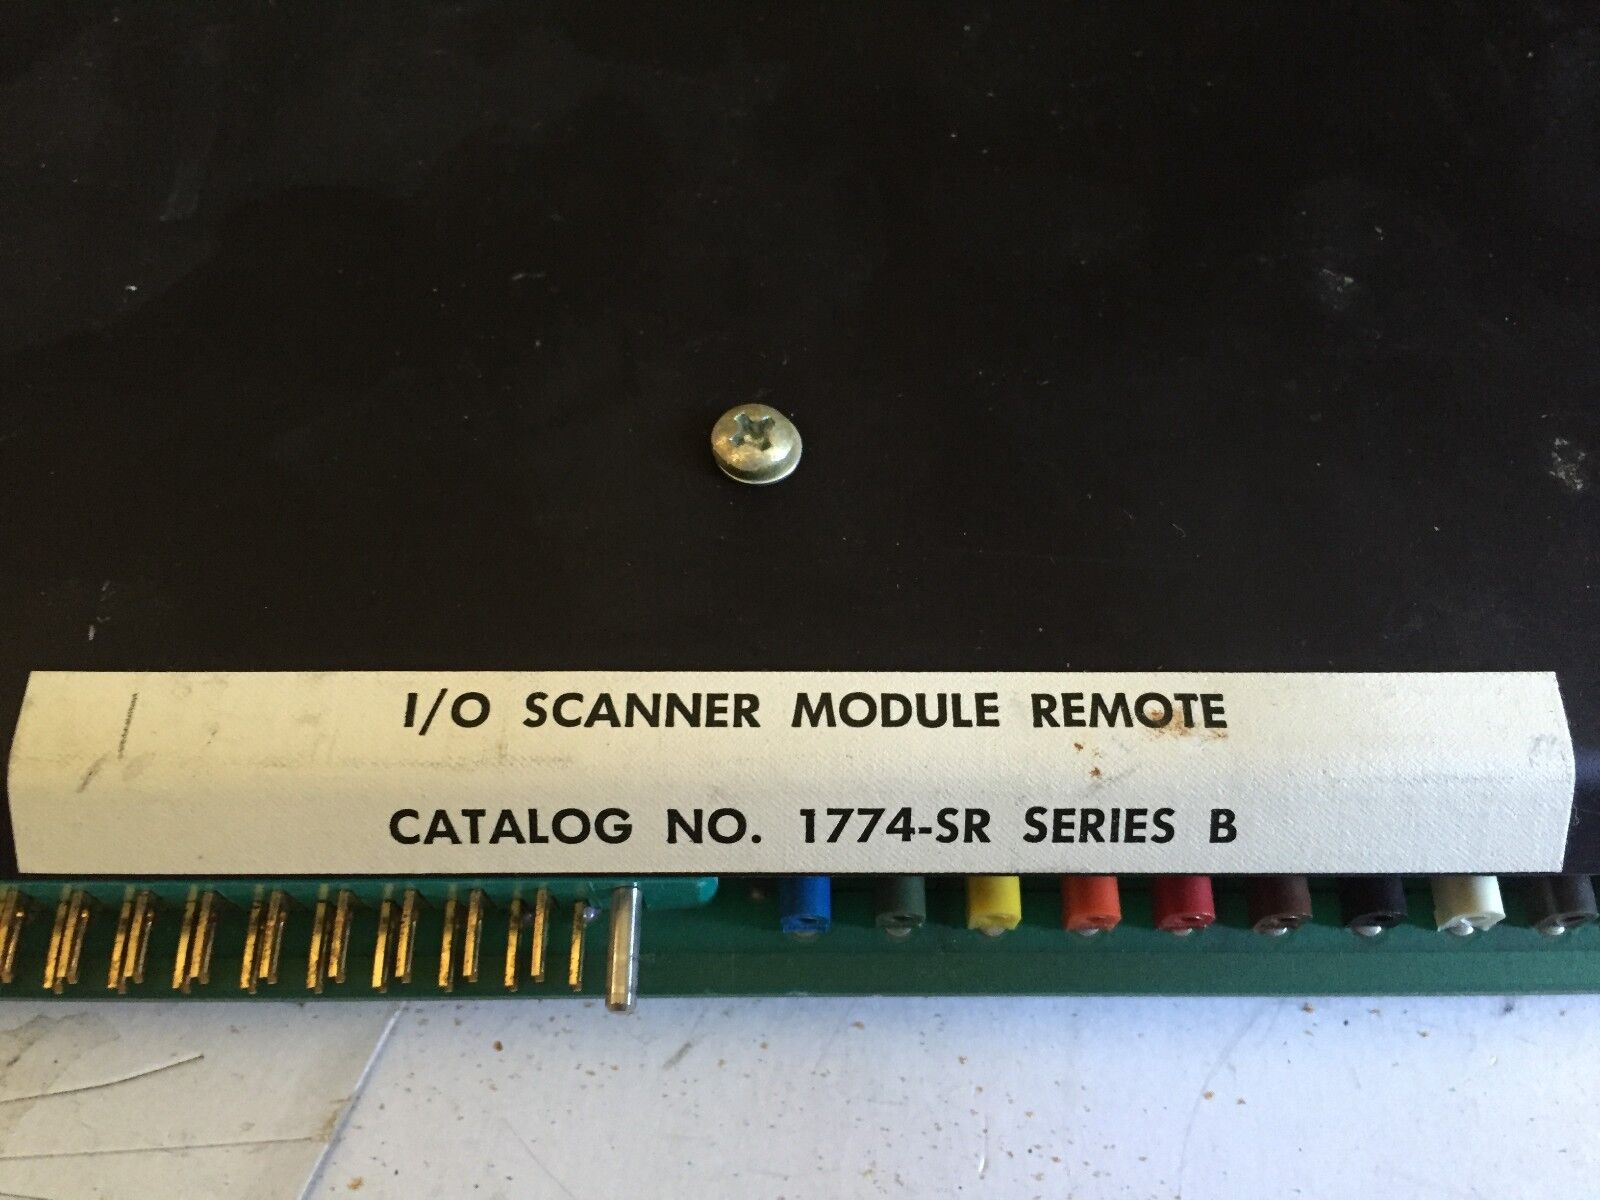 I/O SCANNER MODULE REMOTE
CATALOG NO. 1774-SR SERIES B